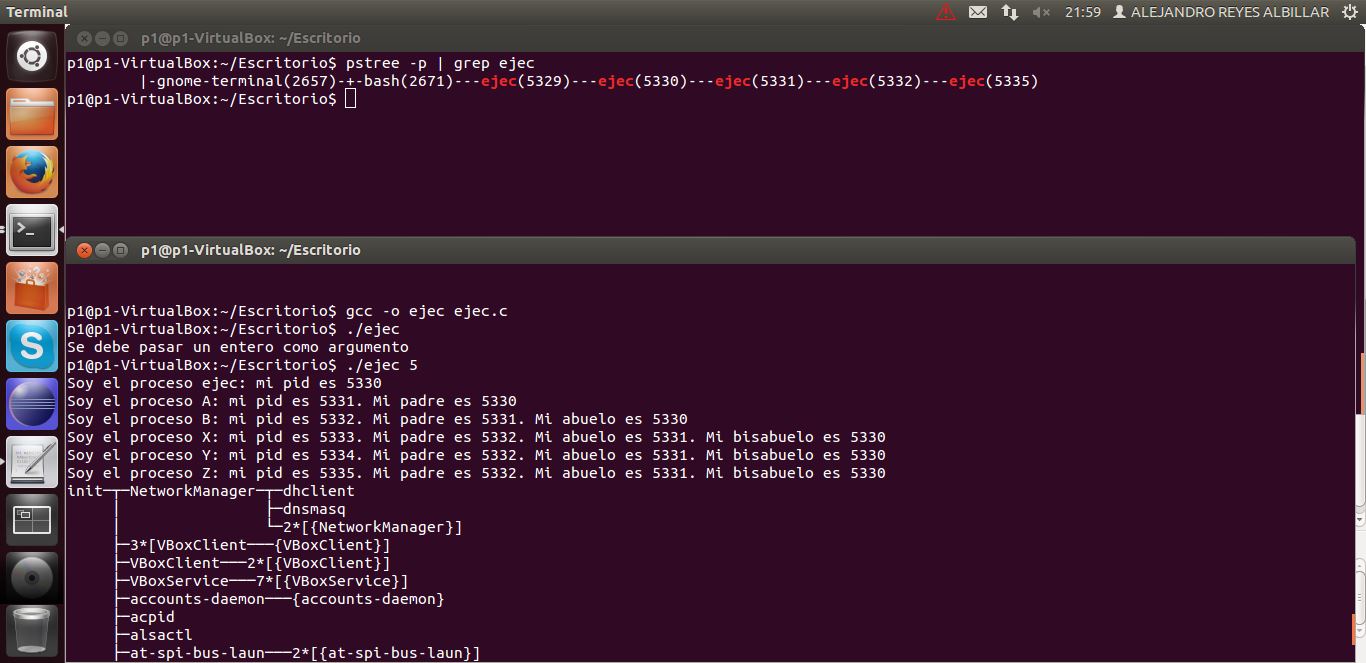 Terminal
21:59 ALEJANDRO REYES ALBILLAR
p1@p1-VirtualBox: ~/Escritorio
p1@p1-VirtualBox:~/Escritorio$ pstree -p | grep ejec
|-gnome-terminal(2657)-+-bash(2671)---ejec(5329)---ejec(5330)---ejec(5331)---ejec(5332)---ejec(5335)
p1@p1-VirtualBox:~/Escritorio$
p1@p1-VirtualBox: ~/Escritorio
p1@p1-VirtualBox:~/Escritorio$ gcc -o ejec ejec.c
p1@p1-VirtualBox:~/Escritorio$ ./ejec
Se debe pasar un entero como argumento
p1@p1-VirtualBox:~/Escritorio$ ./ejec 5
Soy el proceso ejec: mi pid es 5330
Soy el proceso A: mi pid es 5331. Mi padre es 5330
Soy el proceso B: mi pid es 5332. Mi padre es 5331. Mi abuelo es 5330
Soy el proceso X: mi pid es 5333. Mi padre es 5332. Mi abuelo es 5331. Mi bisabuelo es 5330
Soy el proceso Y: mi pid es 5334. Mi padre es 5332. Mi abuelo es 5331. Mi bisabuelo es 5330
Soy el proceso Z: mi pid es 5335. Mi padre es 5332. Mi abuelo es 5331. Mi bisabuelo es 5330
init─┬─NetworkManager─┬─dhclient
│ ├─dnsmasq
│ └─2*[{NetworkManager}]
├─3*[VBoxClient───{VBoxClient}]
├─VBoxClient───2*[{VBoxClient}]
├─VBoxService───7*[{VBoxService}]
├─accounts-daemon───{accounts-daemon}
├─acpid
├─alsactl
├─at-spi-bus-laun───2*[{at-spi-bus-laun}]